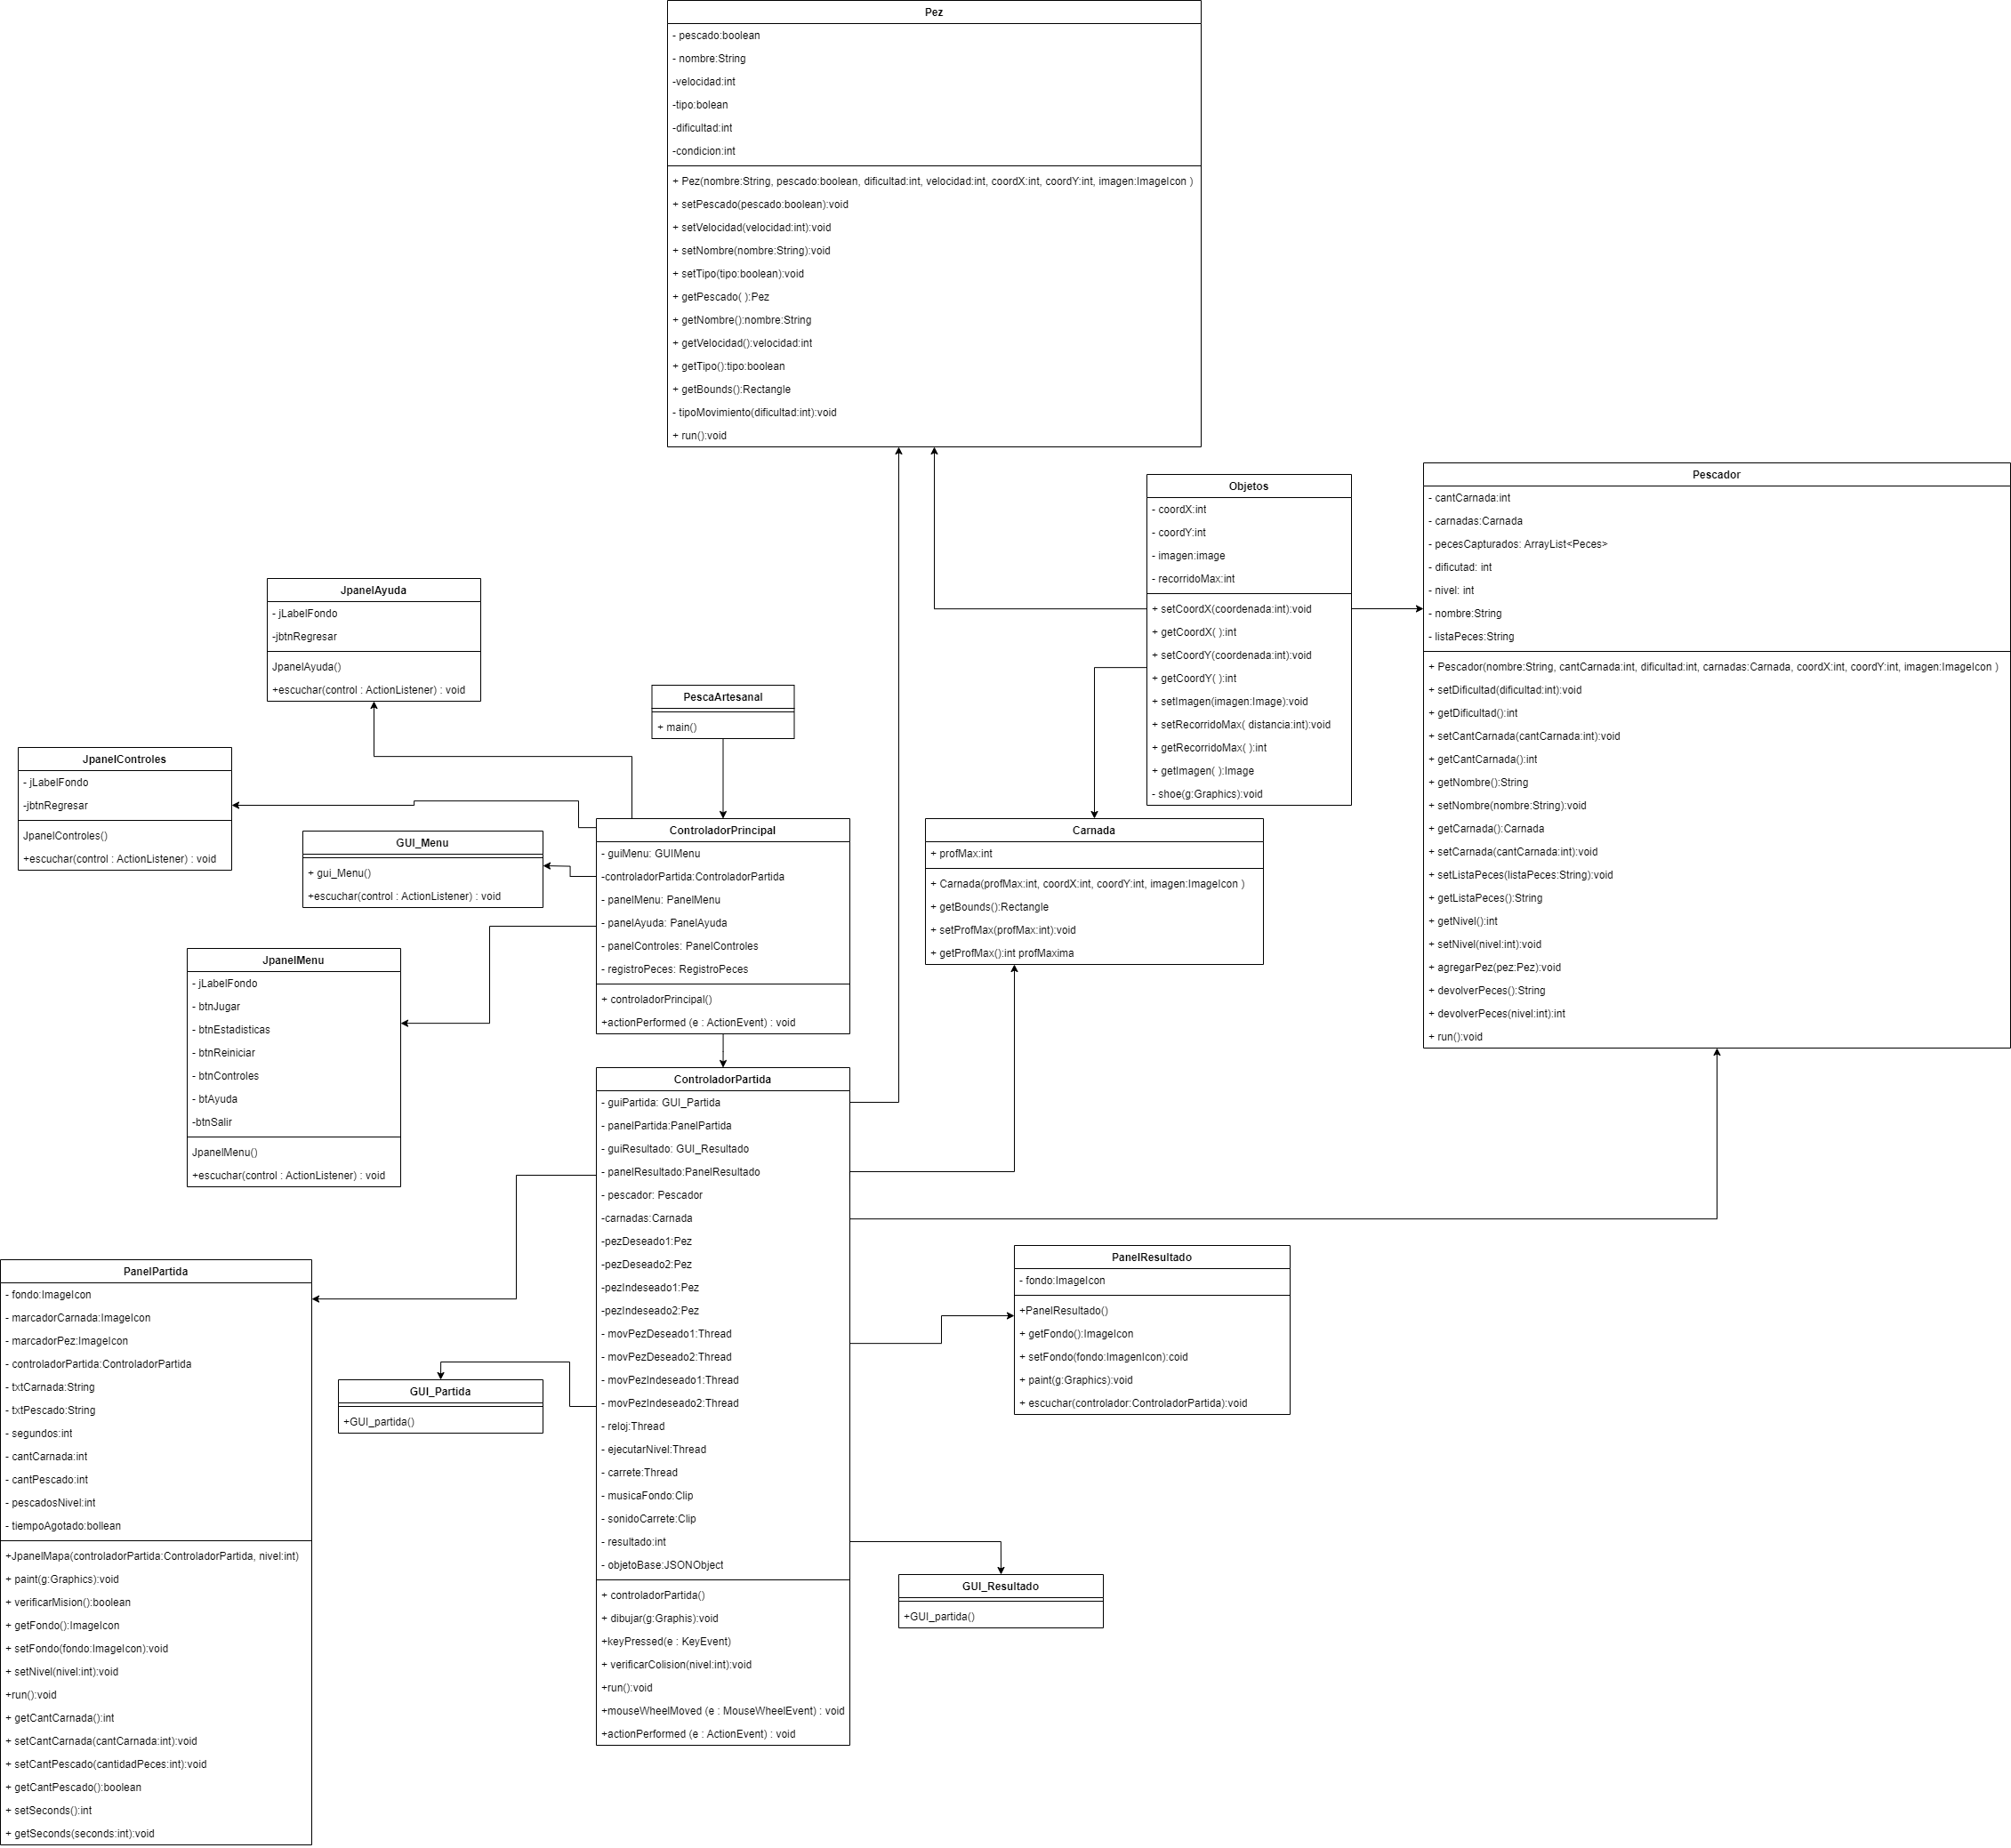 Pez
- pescado:boolean
- nombre:String
-velocidad:int
-tipo:bolean
-dificultad:int
-condicion:int
+ Pez(nombre:String, pescado:boolean, dificultad:int, velocidad:int, coordX:int, coordY:int, imagen:ImageIcon )
+ setPescado(pescado:boolean):void
+ setVelocidad(velocidad:int):void
+ setNombre(nombre:String):void
+ setTipo(tipo:boolean):void
+ getPescado( ):Pez
+ getNombre():nombre:String
+ getVelocidad():velocidad:int
+ getTipo():tipo:boolean
+ getBounds():Rectangle
- tipoMovimiento(dificultad:int):void
+ run():void
Objetos
- coordX:int
- coordY:int
- imagen:image
- recorridoMax:int
+ setCoordX(coordenada:int):void
+ getCoordX( ):int
+ setCoordY(coordenada:int):void
+ getCoordY( ):int
+ setImagen(imagen:Image):void
+ setRecorridoMax( distancia:int):void
+ getRecorridoMax( ):int
+ getImagen( ):Image
- shoe(g:Graphics):void
Pescador
- cantCarnada:int
- carnadas:Carnada
- pecesCapturados: ArrayList<Peces>
- dificutad: int
- nivel: int
- nombre:String
- listaPeces:String
+ Pescador(nombre:String, cantCarnada:int, dificultad:int, carnadas:Carnada, coordX:int, coordY:int, imagen:ImageIcon )
+ setDificultad(dificultad:int):void
+ getDificultad():int
+ setCantCarnada(cantCarnada:int):void
+ getCantCarnada():int
+ getNombre():String
+ setNombre(nombre:String):void
+ getCarnada():Carnada
+ setCarnada(cantCarnada:int):void
+ setListaPeces(listaPeces:String):void
+ getListaPeces():String
+ getNivel():int
+ setNivel(nivel:int):void
+ agregarPez(pez:Pez):void
+ devolverPeces():String
+ devolverPeces(nivel:int):int
+ run():void
JpanelAyuda
- jLabelFondo
-jbtnRegresar
JpanelAyuda()
+escuchar(control : ActionListener) : void
PescaArtesanal
+ main()
JpanelControles
- jLabelFondo
-jbtnRegresar
JpanelControles()
+escuchar(control : ActionListener) : void
GUI_Menu
+ gui_Menu()
+escuchar(control : ActionListener) : void
ControladorPrincipal
- guiMenu: GUIMenu
-controladorPartida:ControladorPartida
- panelMenu: PanelMenu
- panelAyuda: PanelAyuda
- panelControles: PanelControles
- registroPeces: RegistroPeces
+ controladorPrincipal()
+actionPerformed (e : ActionEvent) : void
Carnada
+ profMax:int
+ Carnada(profMax:int, coordX:int, coordY:int, imagen:ImageIcon )
+ getBounds():Rectangle
+ setProfMax(profMax:int):void
+ getProfMax():int profMaxima
JpanelMenu
- jLabelFondo
- btnJugar
- btnEstadisticas
- btnReiniciar
- btnControles
- btAyuda
-btnSalir
JpanelMenu()
+escuchar(control : ActionListener) : void
ControladorPartida
- guiPartida: GUI_Partida
- panelPartida:PanelPartida
- guiResultado: GUI_Resultado
- panelResultado:PanelResultado
- pescador: Pescador
-carnadas:Carnada
-pezDeseado1:Pez
-pezDeseado2:Pez
-pezIndeseado1:Pez
-pezIndeseado2:Pez
- movPezDeseado1:Thread
- movPezDeseado2:Thread
- movPezIndeseado1:Thread
- movPezIndeseado2:Thread
- reloj:Thread
- ejecutarNivel:Thread
- carrete:Thread
- musicaFondo:Clip
- sonidoCarrete:Clip
- resultado:int
- objetoBase:JSONObject
+ controladorPartida()
+ dibujar(g:Graphis):void
+keyPressed(e : KeyEvent)
+ verificarColision(nivel:int):void
+run():void
+mouseWheelMoved (e : MouseWheelEvent) : void
+actionPerformed (e : ActionEvent) : void
PanelPartida
- fondo:ImageIcon
- marcadorCarnada:ImageIcon
- marcadorPez:ImageIcon
- controladorPartida:ControladorPartida
- txtCarnada:String
- txtPescado:String
- segundos:int
- cantCarnada:int
- cantPescado:int
- pescadosNivel:int
- tiempoAgotado:bollean
+JpanelMapa(controladorPartida:ControladorPartida, nivel:int)
+ paint(g:Graphics):void
+ verificarMision():boolean
+ getFondo():ImageIcon
+ setFondo(fondo:ImageIcon):void
+ setNivel(nivel:int):void
+run():void
+ getCantCarnada():int
+ setCantCarnada(cantCarnada:int):void
+ setCantPescado(cantidadPeces:int):void
+ getCantPescado():boolean
+ setSeconds():int
+ getSeconds(seconds:int):void
GUI_Partida
+GUI_partida()
PanelResultado
- fondo:ImageIcon
+PanelResultado()
+ getFondo():ImageIcon
+ setFondo(fondo:ImagenIcon):coid
+ paint(g:Graphics):void
+ escuchar(controlador:ControladorPartida):void
GUI_Resultado
+GUI_partida()